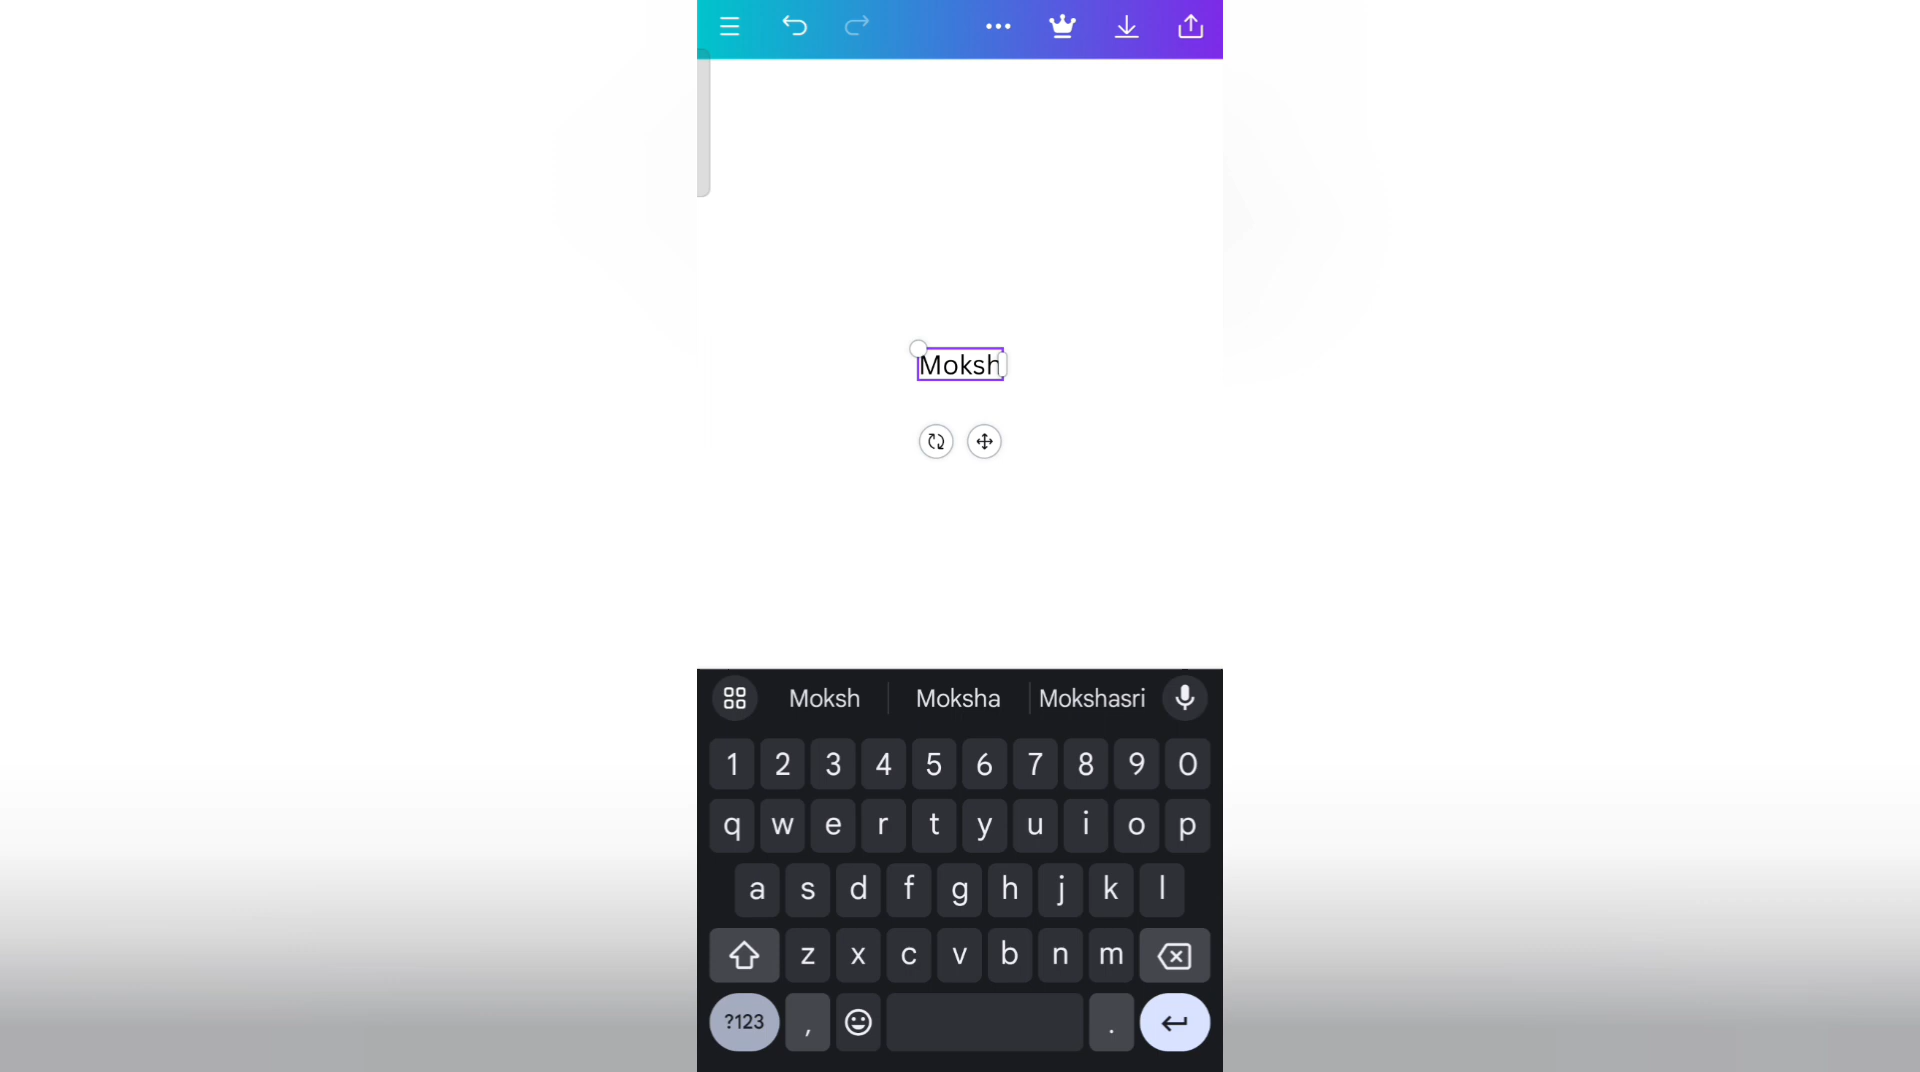 Moksh
Moksh Moksha Mokshasri
1 2 3 4 5 6 7 8 9 0
q w e r t y u i o p
a s d f g h j k l
z x c v b n m
?123 , .